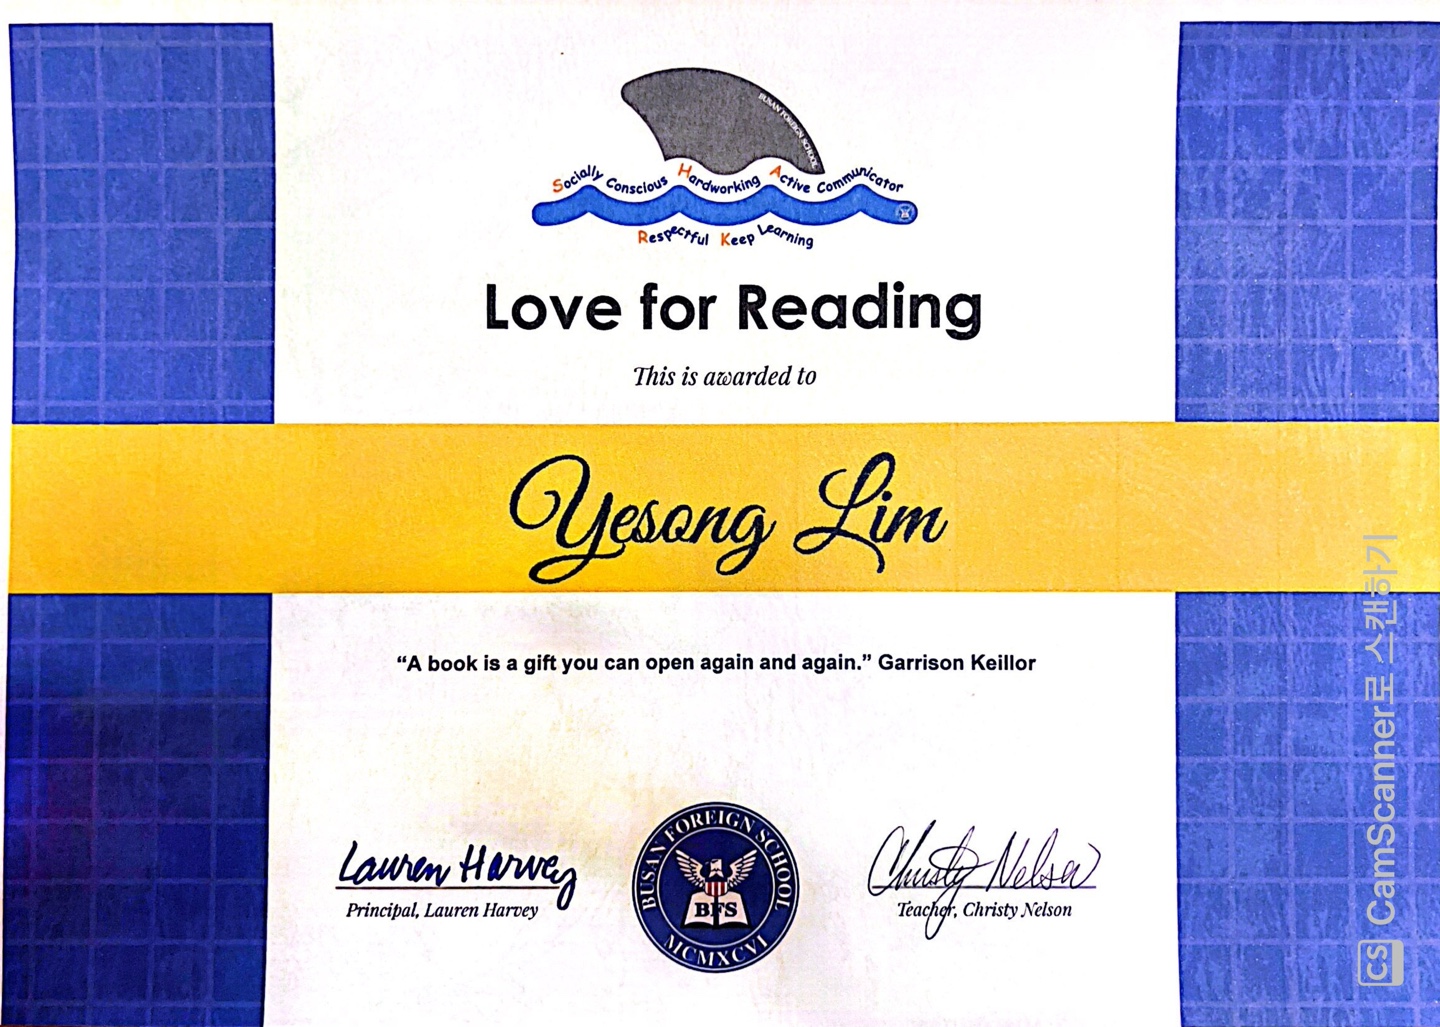 BUSAN FOREIGN SCHOOL
Socially Conscious Hardworking Active Communicator
Respectful Keep Learning
Love for Reading
This is awarded to
Yesong Lim
“A book is a gift you can open again and again.” Garrison Keillor
Lauren Harvey
Principal, Lauren Harvey
BUSAN FOREIGN SCHOOL
BFS
MCMXCVI
Christy Nelson
Teacher, Christy Nelson
CS CamScanner로 스캔하기